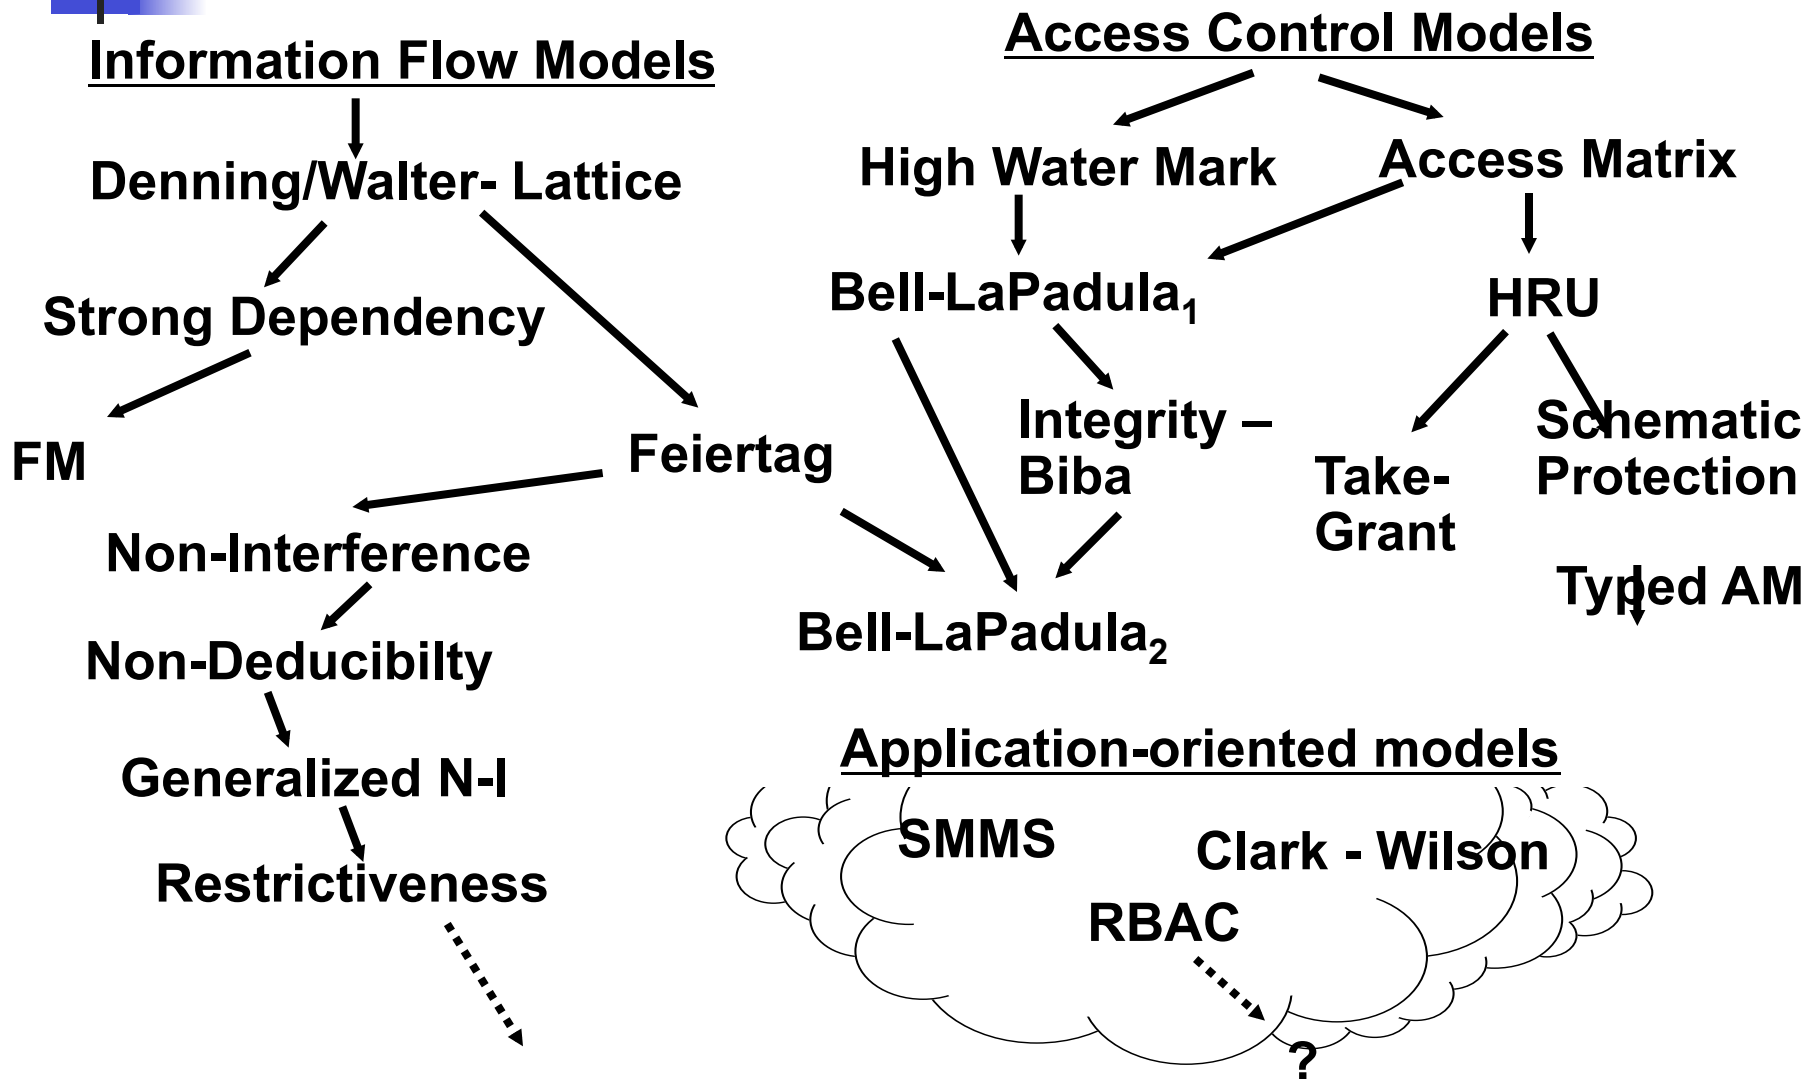 Information Flow Models
Denning/Walter- Lattice
Strong Dependency
FM
Feiertag
Non-Interference
Non-Deducibilty
Generalized N-I
Restrictiveness
Access Control Models
High Water Mark
Access Matrix
Bell-LaPadula1
HRU
Integrity –
Biba
Take-
Grant
Schematic
Protection
Typed AM
Bell-LaPadula2
Application-oriented models
SMMS
Clark - Wilson
RBAC
?